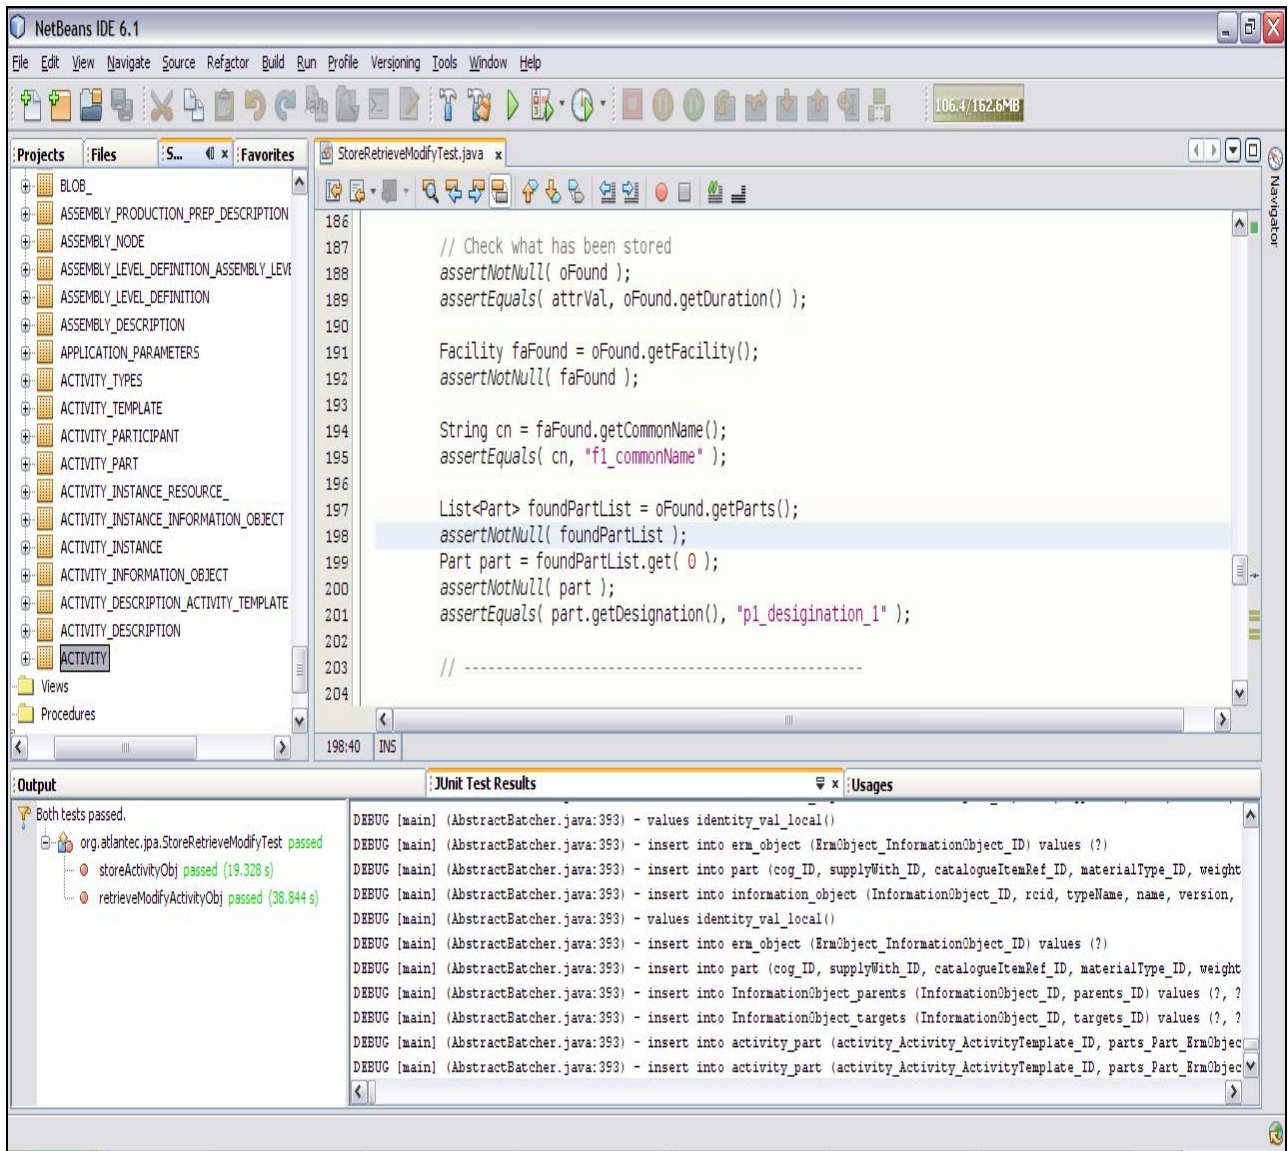 NetBeans IDE 6.1
File Edit View Navigate Source Refactor Build Run Profile Versioning Tools Window Help
106.4/162.6MB
Projects Files S... x Favorites
StoreRetrieveModifyTest.java x
Navigator
BLOB_
ASSEMBLY_PRODUCTION_PREP_DESCRIPTION
ASSEMBLY_NODE
ASSEMBLY_LEVEL_DEFINITION_ASSEMBLY_LEVE
ASSEMBLY_LEVEL_DEFINITION
ASSEMBLY_DESCRIPTION
APPLICATION_PARAMETERS
ACTIVITY_TYPES
ACTIVITY_TEMPLATE
ACTIVITY_PARTICIPANT
ACTIVITY_PART
ACTIVITY_INSTANCE_RESOURCE_
ACTIVITY_INSTANCE_INFORMATION_OBJECT
ACTIVITY_INSTANCE
ACTIVITY_INFORMATION_OBJECT
ACTIVITY_DESCRIPTION_ACTIVITY_TEMPLATE
ACTIVITY_DESCRIPTION
ACTIVITY
Views
Procedures
186
187 // Check what has been stored
188 assertNotNull( oFound );
189 assertEquals( attrVal, oFound.getDuration() );
190
191 Facility faFound = oFound.getFacility();
192 assertNotNull( faFound );
193
194 String cn = faFound.getCommonName();
195 assertEquals( cn, "f1_commonName" );
196
197 List<Part> foundPartList = oFound.getParts();
198 assertNotNull( foundPartList );
199 Part part = foundPartList.get( 0 );
200 assertNotNull( part );
201 assertEquals( part.getDesignation(), "p1_desigination_1" );
202
203 // --------------------------------------------------
204
198:40 INS
Output
JUnit Test Results x
Usages
Both tests passed.
org.atlantec.jpa.StoreRetrieveModifyTest passed
storeActivityObj passed (19.328 s)
retrieveModifyActivityObj passed (38.844 s)
DEBUG [main] (AbstractBatcher.java:393) - values identity_val_local()
DEBUG [main] (AbstractBatcher.java:393) - insert into erm_object (ErmObject_InformationObject_ID) values (?)
DEBUG [main] (AbstractBatcher.java:393) - insert into part (cog_ID, supplyWith_ID, catalogueItemRef_ID, materialType_ID, weight
DEBUG [main] (AbstractBatcher.java:393) - insert into information_object (InformationObject_ID, rcid, typeName, name, version,
DEBUG [main] (AbstractBatcher.java:393) - values identity_val_local()
DEBUG [main] (AbstractBatcher.java:393) - insert into erm_object (ErmObject_InformationObject_ID) values (?)
DEBUG [main] (AbstractBatcher.java:393) - insert into part (cog_ID, supplyWith_ID, catalogueItemRef_ID, materialType_ID, weight
DEBUG [main] (AbstractBatcher.java:393) - insert into InformationObject_parents (InformationObject_ID, parents_ID) values (?, ?
DEBUG [main] (AbstractBatcher.java:393) - insert into InformationObject_targets (InformationObject_ID, targets_ID) values (?, ?
DEBUG [main] (AbstractBatcher.java:393) - insert into activity_part (activity_Activity_ActivityTemplate_ID, parts_Part_ErmObjec
DEBUG [main] (AbstractBatcher.java:393) - insert into activity_part (activity_Activity_ActivityTemplate_ID, parts_Part_ErmObjec